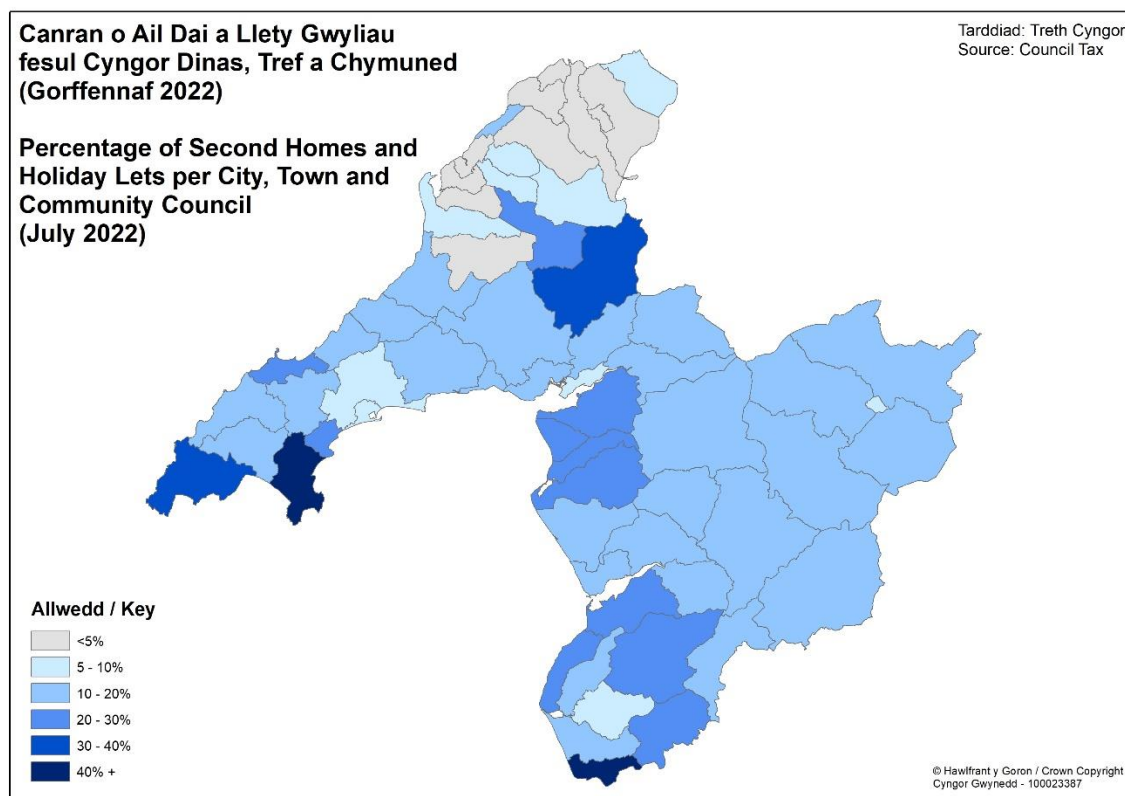 Canran o Ail Dai a Llety Gwyliau
fesul Cyngor Dinas, Tref a Chymuned
(Gorffennaf 2022)
Percentage of Second Homes and
Holiday Lets per City, Town and
Community Council
(July 2022)
Tarddiad: Treth Cyngor
Source: Council Tax
Allwedd / Key
<5%
5 - 10%
10 - 20%
20 - 30%
30 - 40%
40% +
© Hawlfrant y Goron / Crown Copyright
Cyngor Gwynedd - 100023387